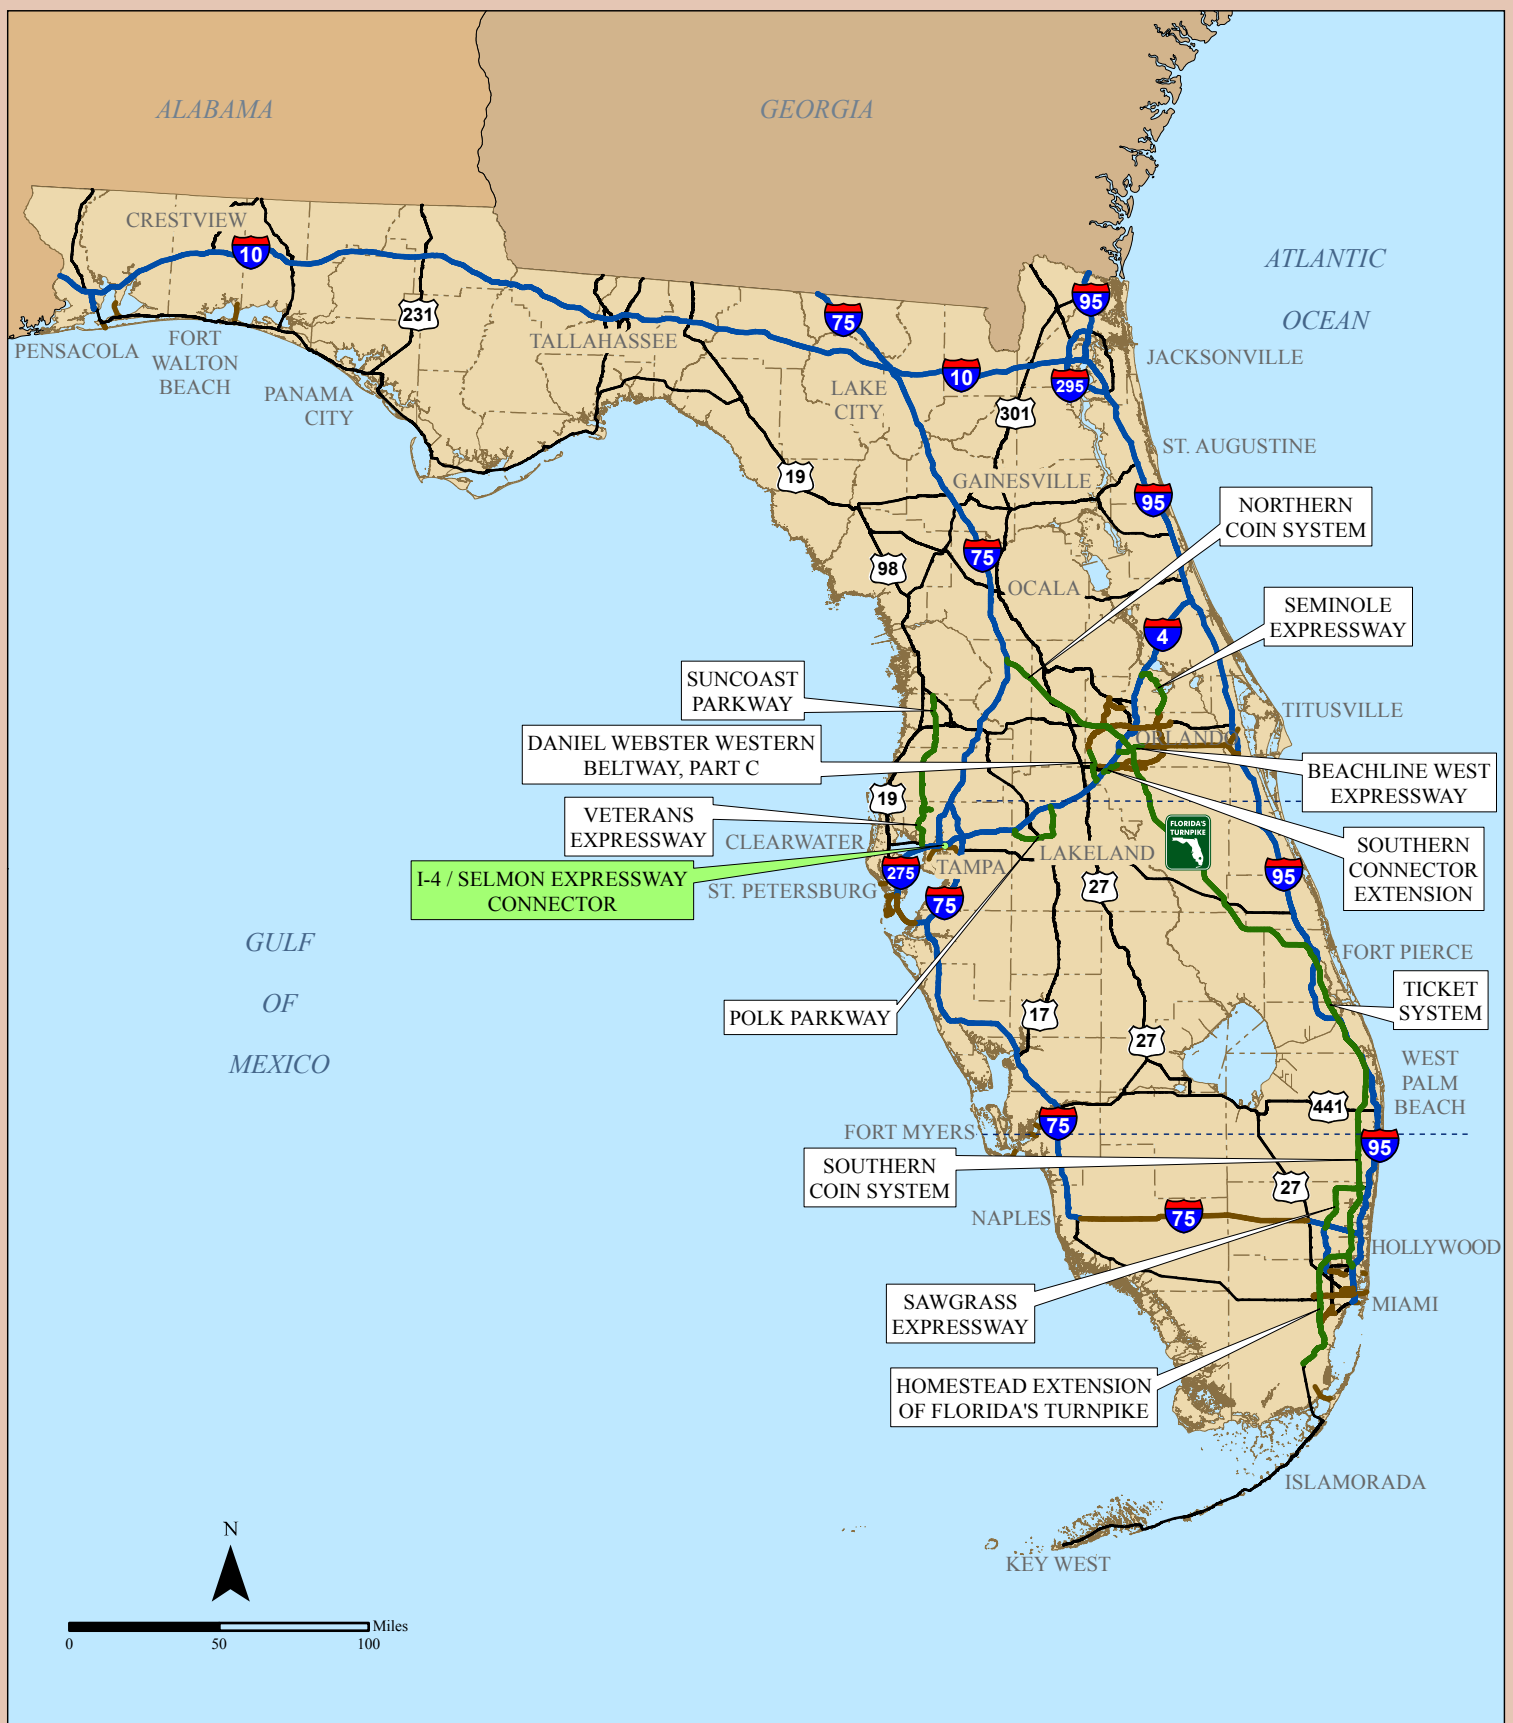 ALABAMA
GEORGIA
CRESTVIEW
10
231
PENSACOLA
FORT
WALTON
BEACH
PANAMA
CITY
TALLAHASSEE
75
LAKE
CITY
10
95
295
301
JACKSONVILLE
ATLANTIC
OCEAN
ST. AUGUSTINE
19
GAINESVILLE
95
NORTHERN
COIN SYSTEM
98
75
OCALA
SEMINOLE
EXPRESSWAY
4
SUNCOAST
PARKWAY
TITUSVILLE
ORLANDO
DANIEL WEBSTER WESTERN
BELTWAY, PART C
BEACHLINE WEST
EXPRESSWAY
19
VETERANS
EXPRESSWAY
CLEARWATER
FLORIDA'S
TURNPIKE
SOUTHERN
CONNECTOR
EXTENSION
I-4 / SELMON EXPRESSWAY
CONNECTOR
275
TAMPA
LAKELAND
ST. PETERSBURG
75
27
95
GULF
OF
MEXICO
FORT PIERCE
POLK PARKWAY
17
27
TICKET
SYSTEM
WEST
PALM
BEACH
441
FORT MYERS
75
95
SOUTHERN
COIN SYSTEM
27
NAPLES
75
HOLLYWOOD
SAWGRASS
EXPRESSWAY
MIAMI
HOMESTEAD EXTENSION
OF FLORIDA'S TURNPIKE
ISLAMORADA
KEY WEST
N
Miles
0 50 100